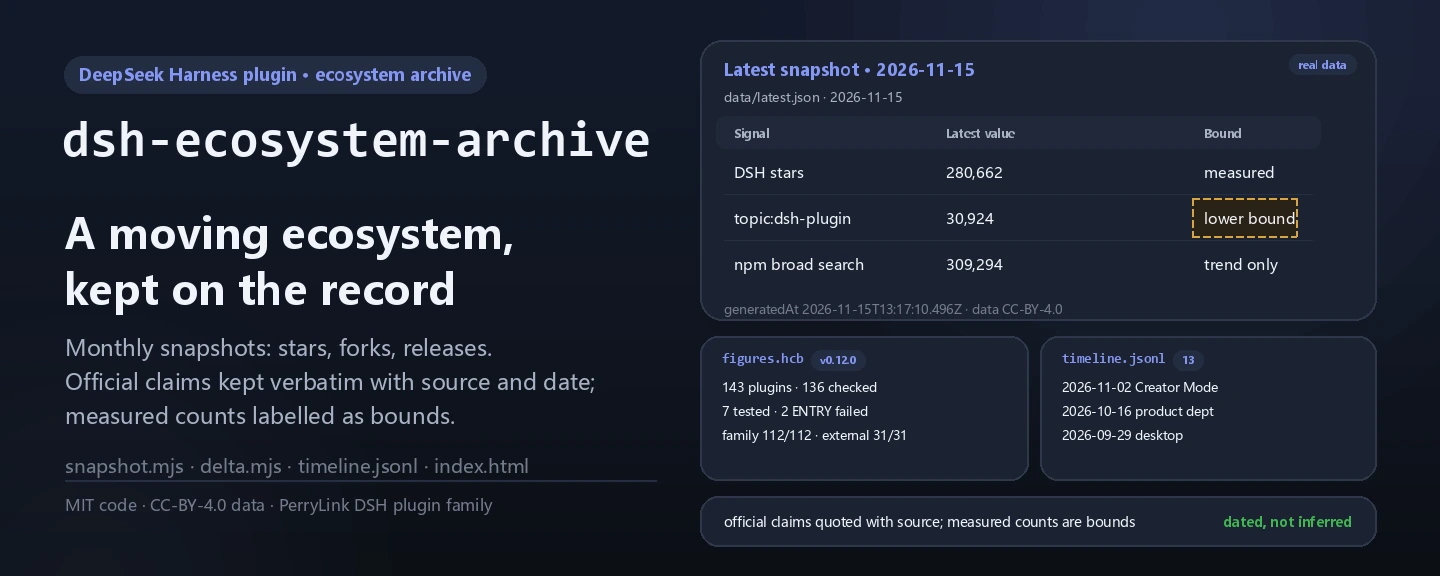 DeepSeek Harness plugin • ecosystem archive
dsh-ecosystem-archive
A moving ecosystem,
kept on the record
Monthly snapshots: stars, forks, releases.
Official claims kept verbatim with source and date;
measured counts labelled as bounds.
snapshot.mjs · delta.mjs · timeline.jsonl · index.html
MIT code · CC-BY-4.0 data · PerryLink DSH plugin family
Latest snapshot • 2026-11-15
real data
data/latest.json · 2026-11-15
Signal Latest value Bound
DSH stars 280,662 measured
topic:dsh-plugin 30,924 lower bound
npm broad search 309,294 trend only
generatedAt 2026-11-15T13:17:10.496Z · data CC-BY-4.0
figures.hcb v0.12.0
143 plugins · 136 checked
7 tested · 2 ENTRY failed
family 112/112 · external 31/31
timeline.jsonl 13
2026-11-02 Creator Mode
2026-10-16 product dept
2026-09-29 desktop
official claims quoted with source; measured counts are bounds
dated, not inferred